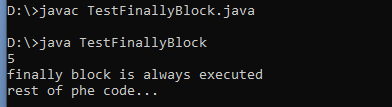 D:\>javac TestFinallyBlock.java
D:\>java TestFinallyBlock
5
finally block is always executed
rest of phe code...